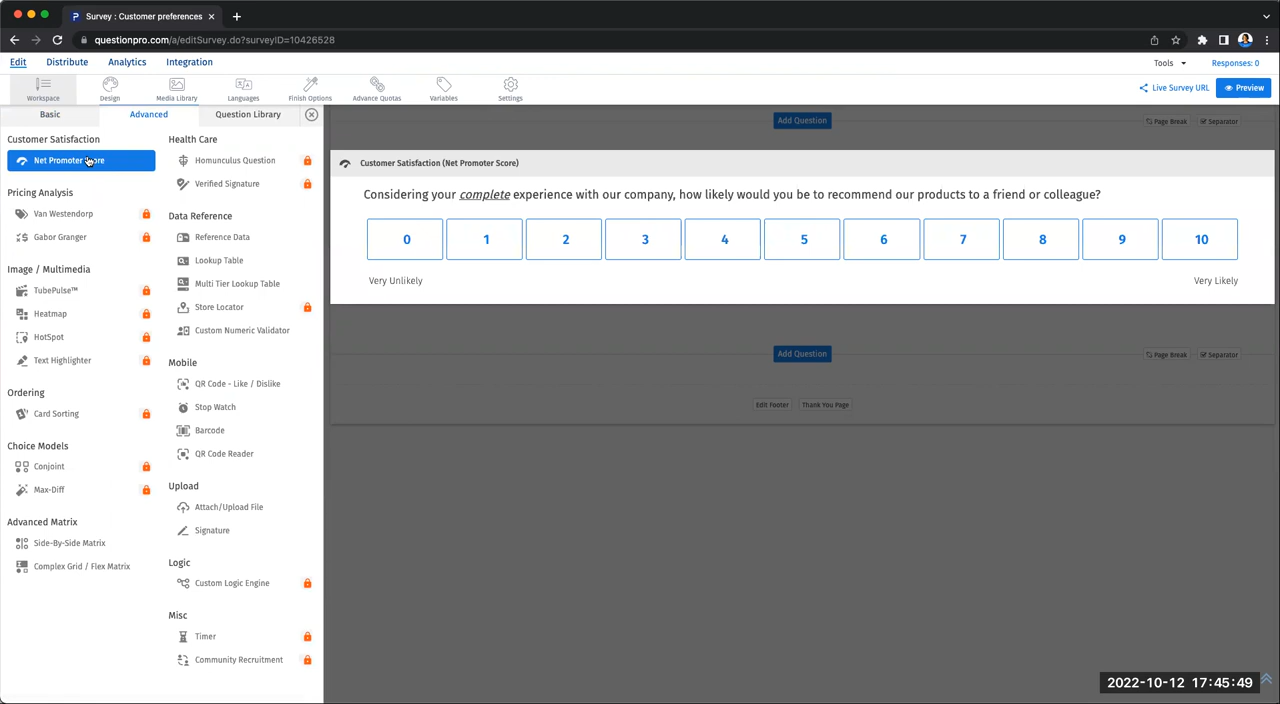 Survey : Customer preferences
questionpro.com/a/editSurvey.do?surveyID=10426528
Edit Distribute Analytics Integration
Tools Responses: 0
Workspace Design Media Library Languages Finish Options Advance Quotas Variables Settings
Live Survey URL Preview
Basic Advanced Question Library
Customer Satisfaction
Net Promoter Score
Pricing Analysis
Van Westendorp
Gabor Granger
Image / Multimedia
TubePulse™
Heatmap
HotSpot
Text Highlighter
Ordering
Card Sorting
Choice Models
Conjoint
Max-Diff
Advanced Matrix
Side-By-Side Matrix
Complex Grid / Flex Matrix
Health Care
Homunculus Question
Verified Signature
Data Reference
Reference Data
Lookup Table
Multi Tier Lookup Table
Store Locator
Custom Numeric Validator
Mobile
QR Code - Like / Dislike
Stop Watch
Barcode
QR Code Reader
Upload
Attach/Upload File
Signature
Logic
Custom Logic Engine
Misc
Timer
Community Recruitment
Add Question Page Break Separator
Customer Satisfaction (Net Promoter Score)
Considering your complete experience with our company, how likely would you be to recommend our products to a friend or colleague?
0 1 2 3 4 5 6 7 8 9 10
Very Unlikely Very Likely
Add Question Page Break Separator
Edit Footer Thank You Page
2022-10-12 17:45:49